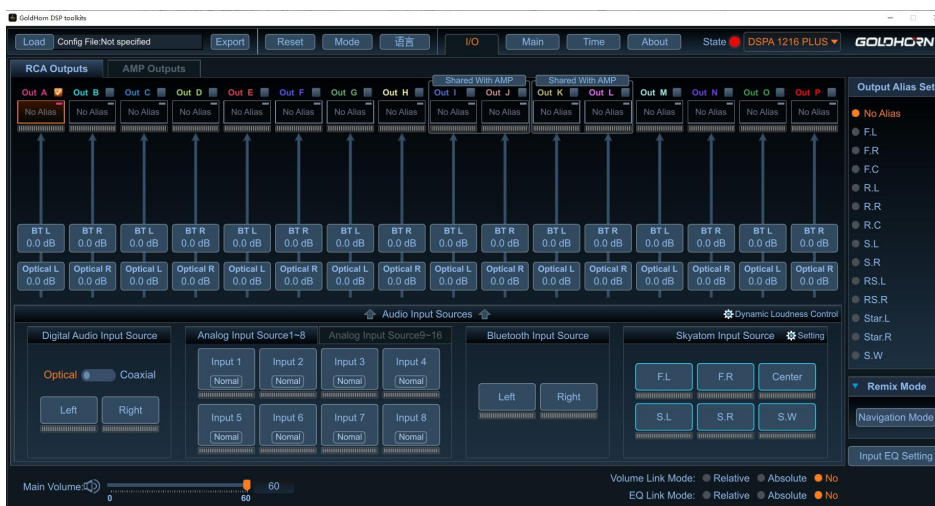 GoldHorn DSP toolkits
Load Config File:Not specified Export Reset Mode 语言 I/O Main Time About State DSPA 1216 PLUS GOLDHORN
RCA Outputs AMP Outputs
Shared With AMP Shared With AMP
Out A Out B Out C Out D Out E Out F Out G Out H Out I Out J Out K Out L Out M Out N Out O Out P
No Alias No Alias No Alias No Alias No Alias No Alias No Alias No Alias No Alias No Alias No Alias No Alias No Alias No Alias No Alias No Alias
BT L BT R BT L BT R BT L BT R BT L BT R BT L BT R BT L BT R BT L BT R BT L BT R
0.0 dB 0.0 dB 0.0 dB 0.0 dB 0.0 dB 0.0 dB 0.0 dB 0.0 dB 0.0 dB 0.0 dB 0.0 dB 0.0 dB 0.0 dB 0.0 dB 0.0 dB 0.0 dB
Optical L Optical R Optical L Optical R Optical L Optical R Optical L Optical R Optical L Optical R Optical L Optical R Optical L Optical R Optical L Optical R
0.0 dB 0.0 dB 0.0 dB 0.0 dB 0.0 dB 0.0 dB 0.0 dB 0.0 dB 0.0 dB 0.0 dB 0.0 dB 0.0 dB 0.0 dB 0.0 dB 0.0 dB 0.0 dB
Audio Input Sources Dynamic Loudness Control
Digital Audio Input Source Analog Input Source1~8 Analog Input Source9~16 Bluetooth Input Source Skyatom Input Source Setting
Optical Coaxial
Left Right
Input 1 Input 2 Input 3 Input 4
Nomal Nomal Nomal Nomal
Input 5 Input 6 Input 7 Input 8
Nomal Nomal Nomal Nomal
Left Right
F.L F.R Center
S.L S.R S.W
Output Alias Set
No Alias
F.L
F.R
F.C
R.L
R.R
R.C
S.L
S.R
RS.L
RS.R
Star.L
Star.R
S.W
Remix Mode
Navigation Mode
Input EQ Setting
Main Volume: 0 60 60
Volume Link Mode: Relative Absolute No
EQ Link Mode: Relative Absolute No